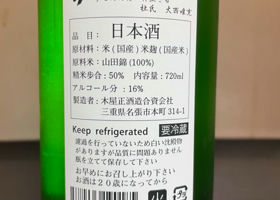 杜氏 大西唯克
品目：日本酒
原材料：米(国産)米麹(国産米)
原料米：山田錦(100%)
精米歩合：50% 内容量：720ml
アルコール分 ：16%
製造者：木屋正酒造合資会社
三重県名張市本町314-1
Keep refrigerated 要冷蔵
濾過を行っていないため白い沈殿物
がありますが品質に問題ありません
瓶を立てて保存して下さい
お早めにお召し上がり下さい
お酒は20歳になってから